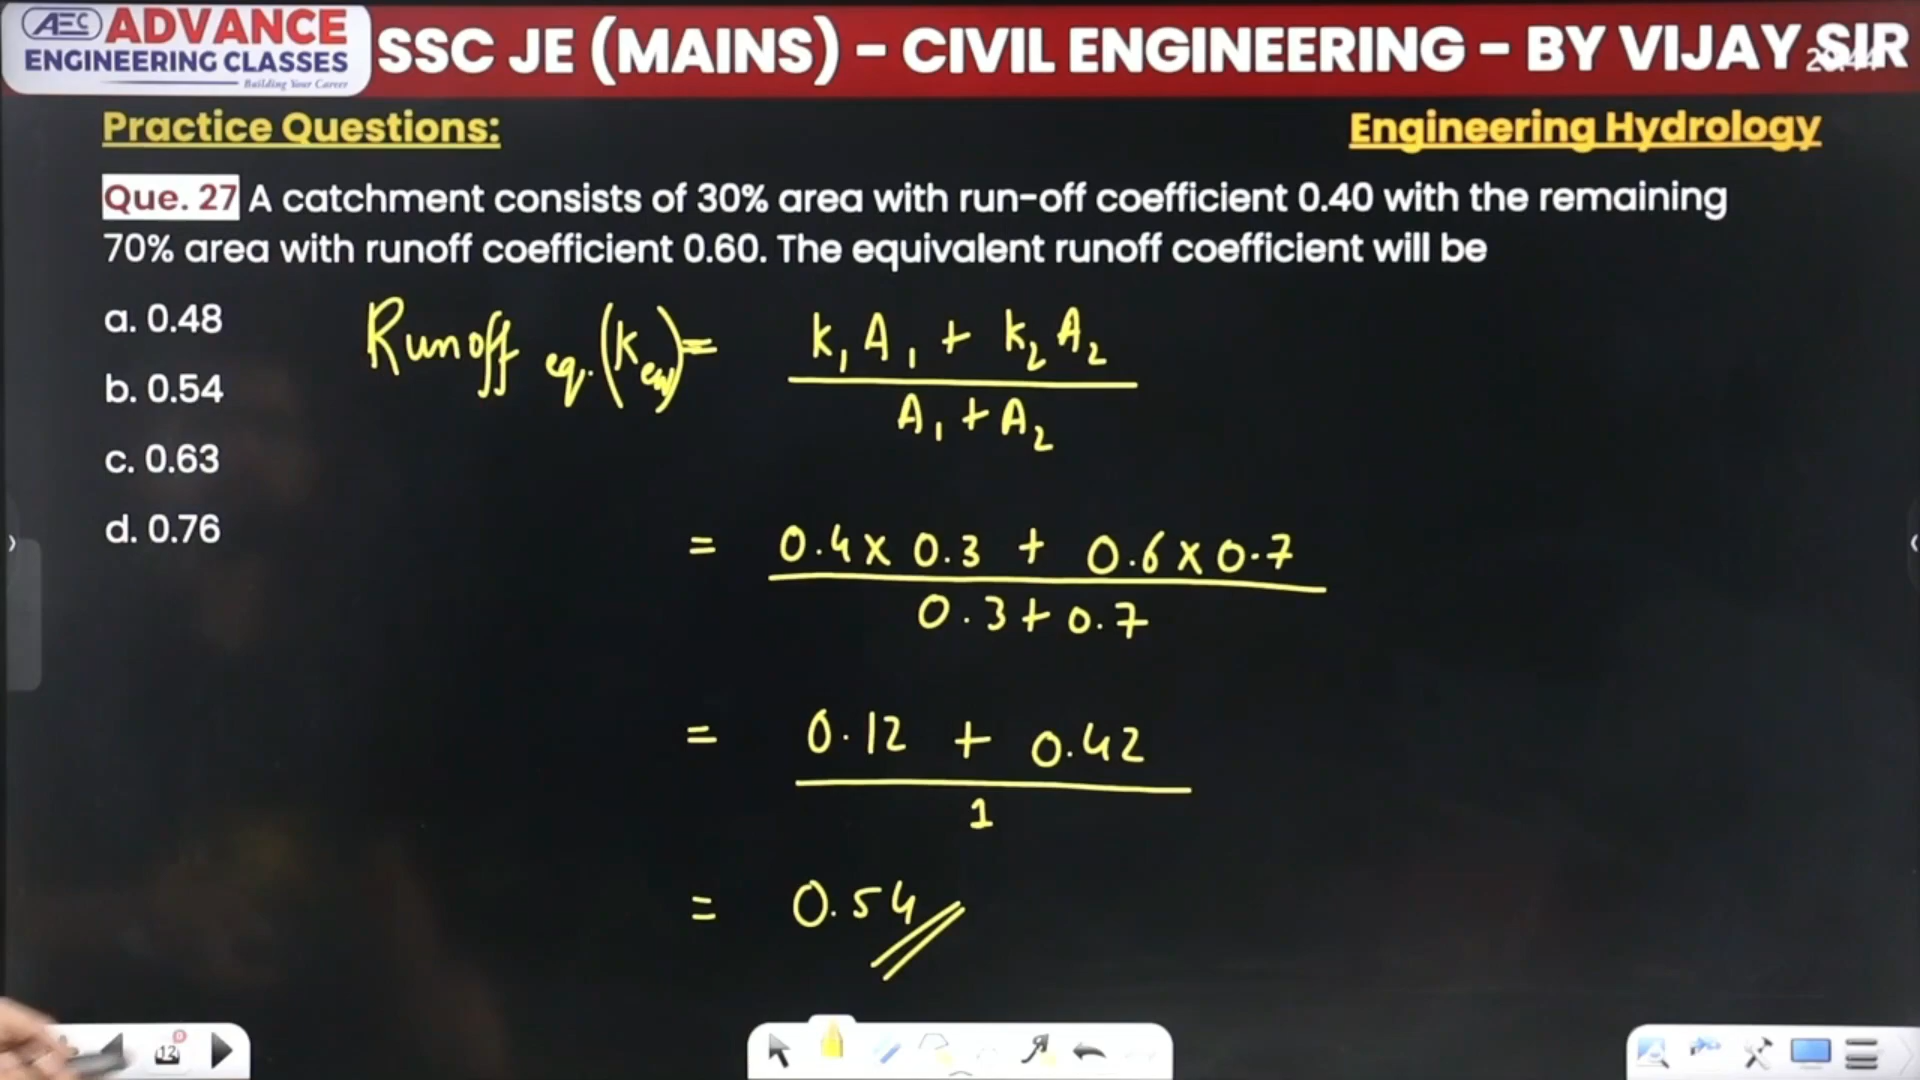 AEC ADVANCE
ENGINEERING CLASSES
Building Your Career
SSC JE (MAINS) - CIVIL ENGINEERING - BY VIJAY SIR
Practice Questions:
Engineering Hydrology
Que. 27 A catchment consists of 30% area with run-off coefficient 0.40 with the remaining
70% area with runoff coefficient 0.60. The equivalent runoff coefficient will be
a. 0.48
b. 0.54
c. 0.63
d. 0.76
Runoff eq. (K) = K₁A₁ + K₂A₂
A₁ + A₂
= 0.4 x 0.3 + 0.6 x 0.7
0.3 + 0.7
= 0.12 + 0.42
1
= 0.54
12